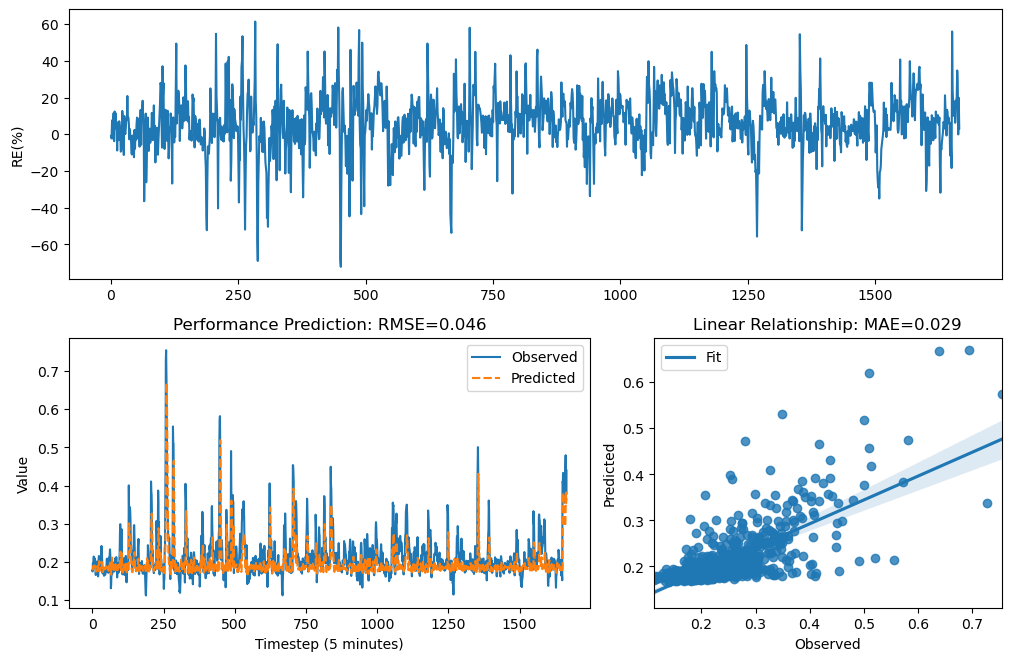 60
40
20
0
−20
−40
−60
RE(%)
0 250 500 750 1000 1250 1500
Performance Prediction: RMSE=0.046
Observed
Predicted
0.7
0.6
0.5
0.4
0.3
0.2
0.1
Value
0 250 500 750 1000 1250 1500
Timestep (5 minutes)
Linear Relationship: MAE=0.029
Fit
0.6
0.5
0.4
0.3
0.2
Predicted
0.2 0.3 0.4 0.5 0.6 0.7
Observed